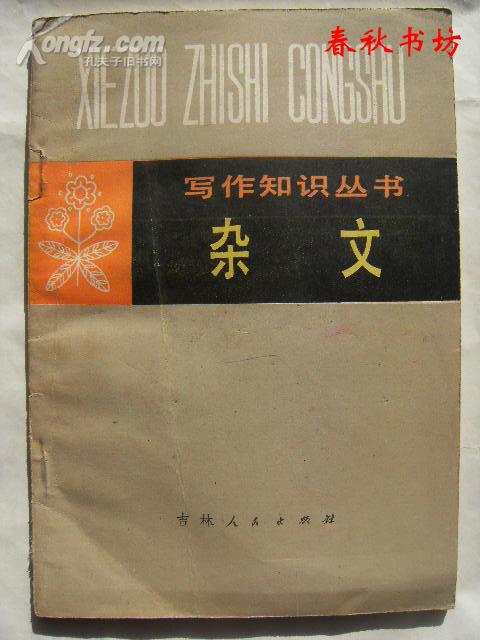 Kongfz.com
孔夫子旧书网
春秋书坊
XIEZUO ZHISHI CONGSHU
写作知识丛书
杂文
吉林人民出版社